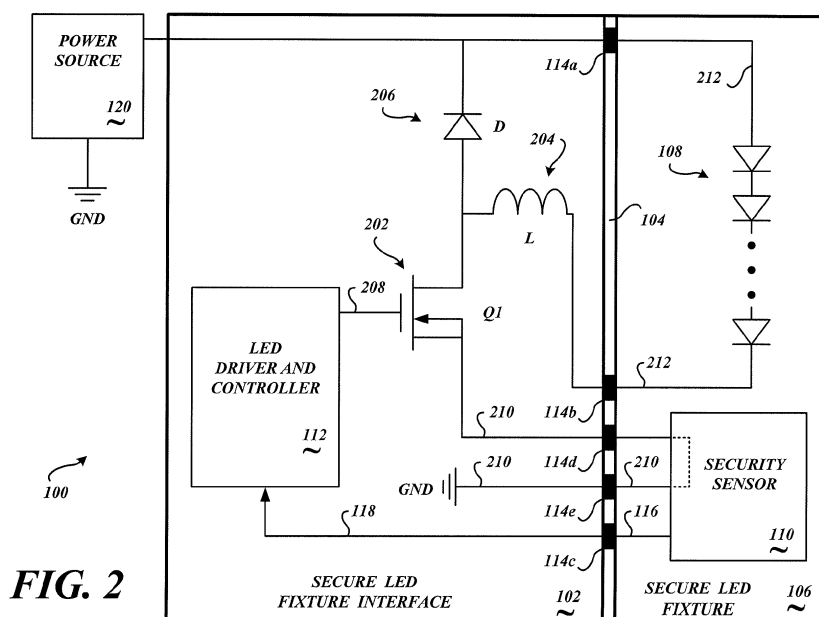 POWER
SOURCE
120
GND
114a
212
206
D
204
108
104
L
202
208
Q1
LED
DRIVER AND
CONTROLLER
112
212
114b
210
114d
SECURITY
SENSOR
100
GND
210
210
114e
118
116
110
114c
FIG. 2
SECURE LED
FIXTURE INTERFACE
102
SECURE LED
FIXTURE
106